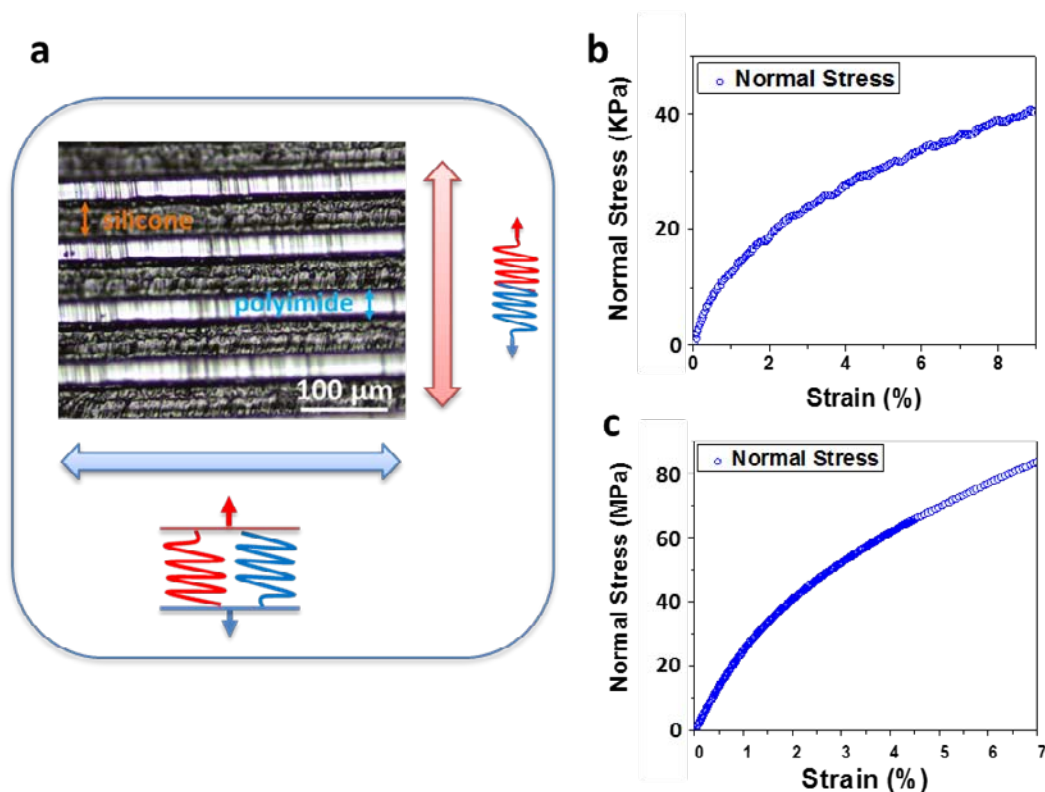 a
silicone
polyimide
100 μm
b
Normal Stress
Normal Stress (KPa)
40
20
0
0 2 4 6 8
Strain (%)
c
Normal Stress
Normal Stress (MPa)
80
60
40
20
0
0 1 2 3 4 5 6 7
Strain (%)